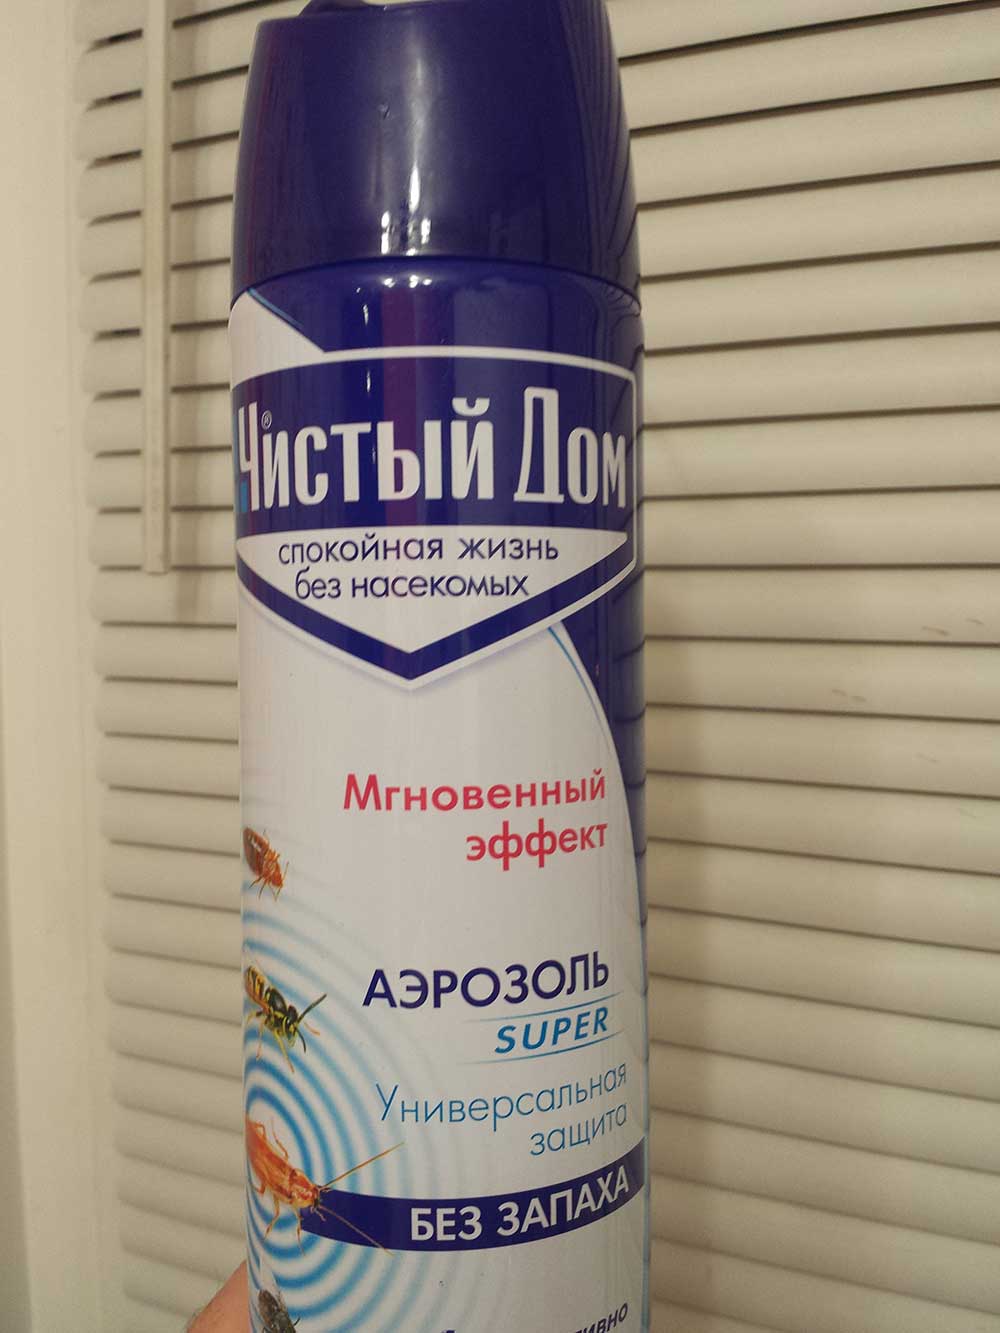 Чистый Дом
®
спокойная жизнь
без насекомых
Мгновенный
эффект
АЭРОЗОЛЬ
SUPER
Универсальная
защита
БЕЗ ЗАПАХА